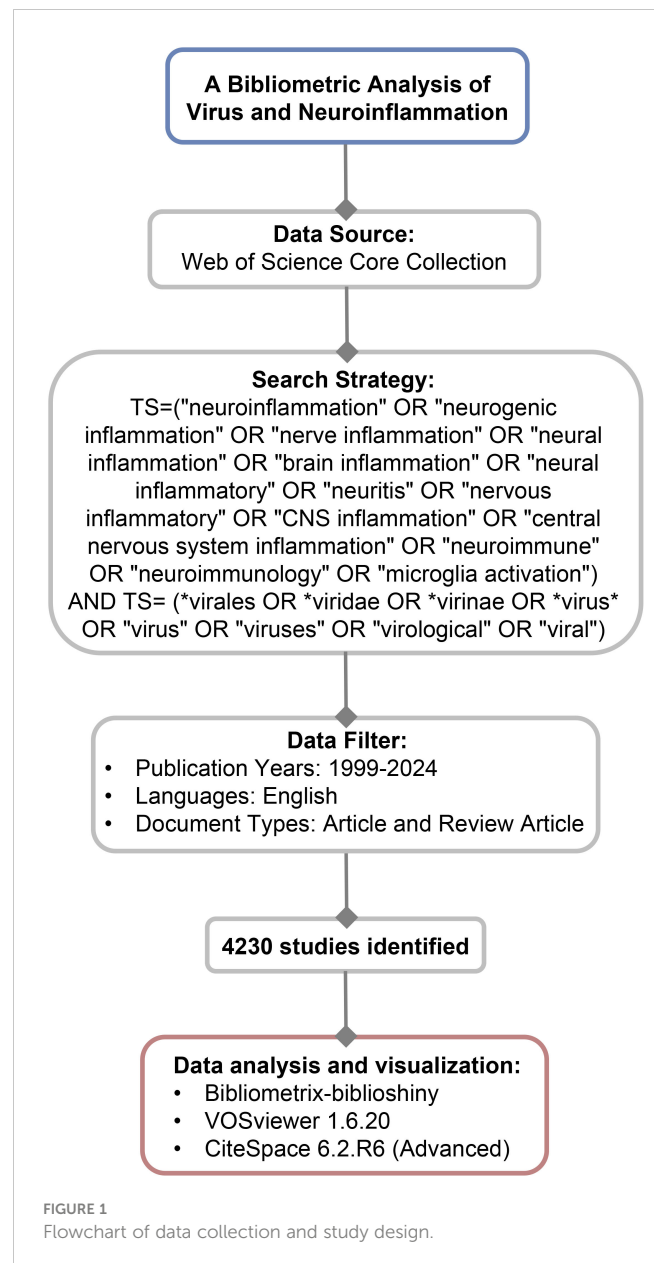 A Bibliometric Analysis of
Virus and Neuroinflammation
Data Source:
Web of Science Core Collection
Search Strategy:
TS=("neuroinflammation" OR "neurogenic
inflammation" OR "nerve inflammation" OR "neural
inflammation" OR "brain inflammation" OR "neural
inflammatory" OR "neuritis" OR "nervous
inflammatory" OR "CNS inflammation" OR "central
nervous system inflammation" OR "neuroimmune"
OR "neuroimmunology" OR "microglia activation")
AND TS= (*virales OR *viridae OR *virinae OR *virus*
OR "virus" OR "viruses" OR "virological" OR "viral")
Data Filter:
• Publication Years: 1999-2024
• Languages: English
• Document Types: Article and Review Article
4230 studies identified
Data analysis and visualization:
• Bibliometrix-biblioshiny
• VOSviewer 1.6.20
• CiteSpace 6.2.R6 (Advanced)
FIGURE 1
Flowchart of data collection and study design.